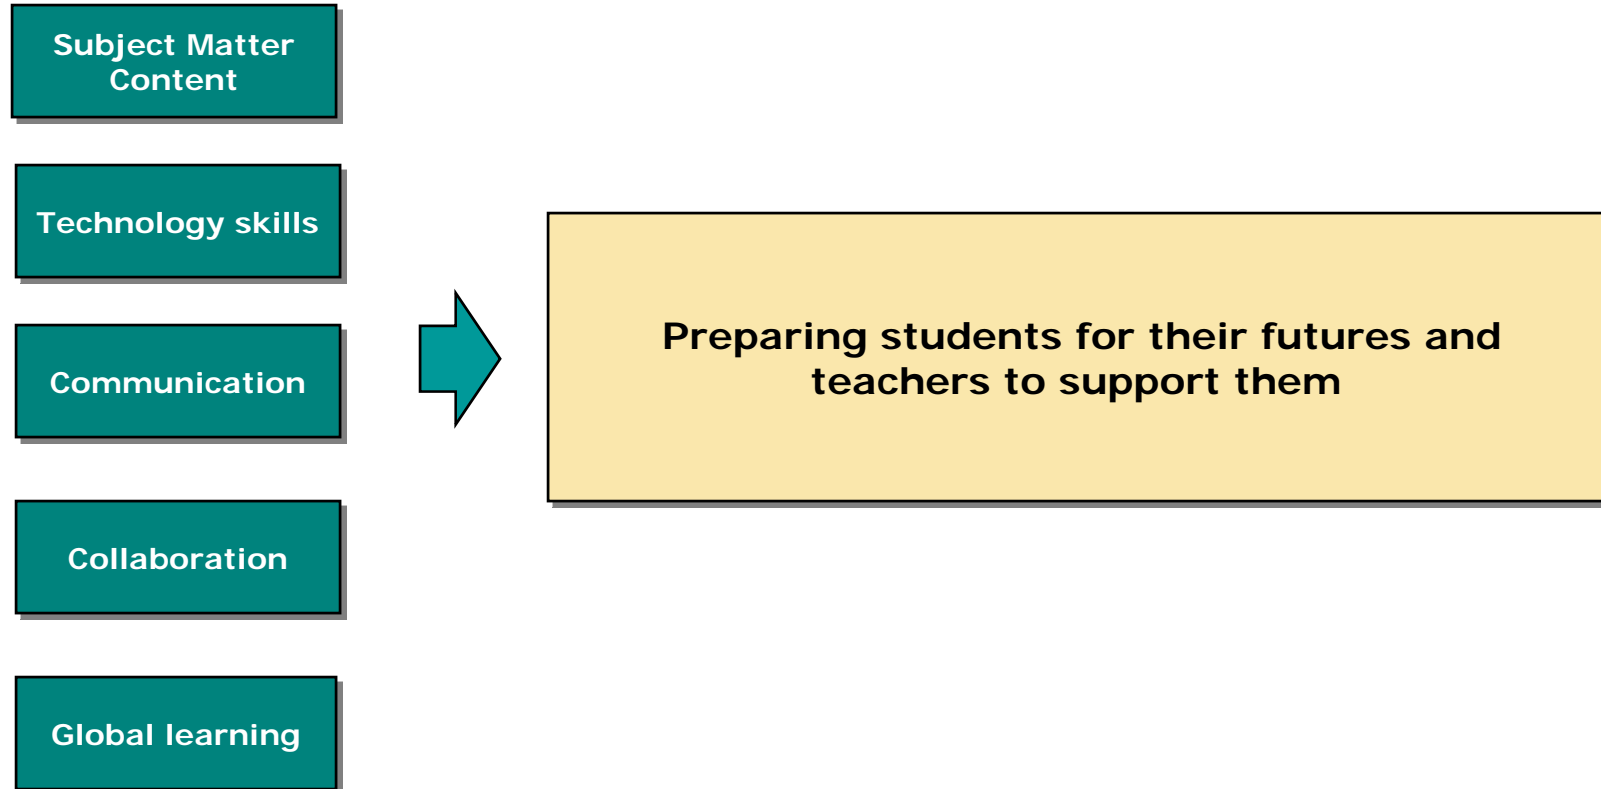 Subject Matter
Content
Technology skills
Communication
Collaboration
Global learning
Preparing students for their futures and
teachers to support them